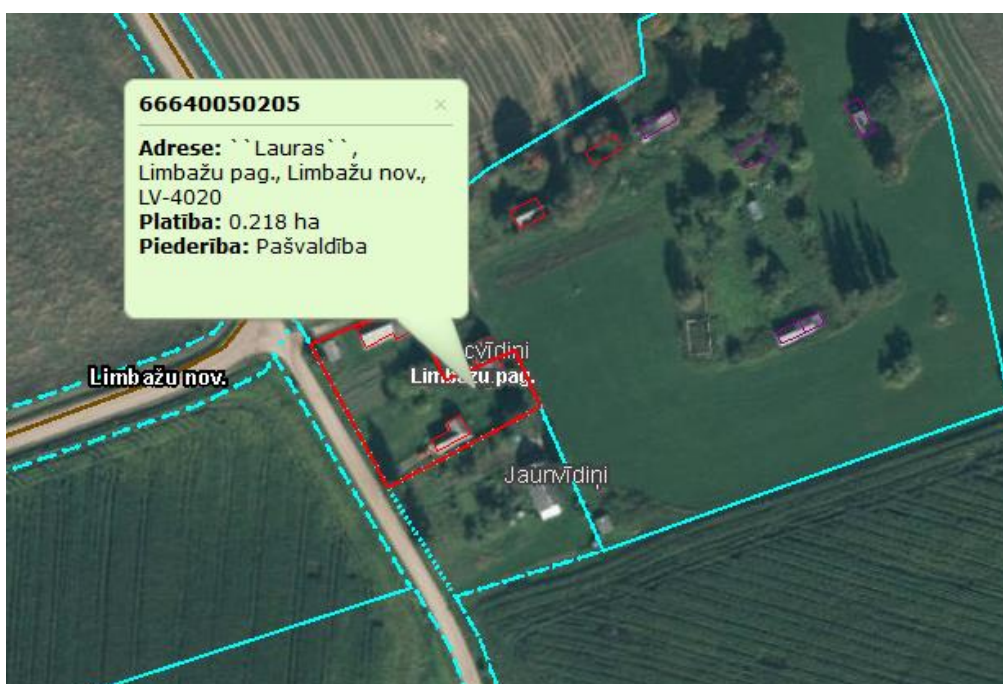 66640050205 ×
Adrese: ``Lauras``,
Limbažu pag., Limbažu nov.,
LV-4020
Platība: 0.218 ha
Piederība: Pašvaldība
cvīdiņi
Limbažu nov.
Limbažu pag.
Jaunvīdiņi